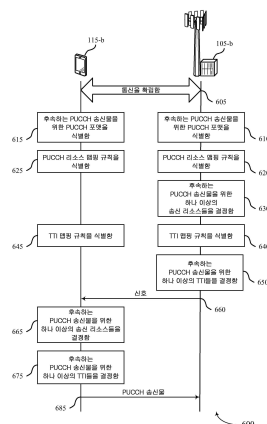 115-b
105-b
통신을 확립함
605
후속하는 PUCCH 송신물을
위한 PUCCH 포맷을
식별함
615
후속하는 PUCCH 송신물을
위한 PUCCH 포맷을
식별함
610
PUCCH 리소스 맵핑 규칙을
식별함
625
PUCCH 리소스 맵핑 규칙을
식별함
620
후속하는
PUCCH 송신물을 위한
하나 이상의
송신 리소스들을 결정함
630
TTI 맵핑 규칙을 식별함
645
TTI 맵핑 규칙을 식별함
640
후속하는
PUCCH 송신물을 위한
하나 이상의 TTI들을 결정함
650
신호
660
후속하는
PUCCH 송신물을 위한
하나 이상의 송신 리소스들을
결정함
665
후속하는
PUCCH 송신물을 위한
하나 이상의 TTI들을 결정함
675
PUCCH 송신물
685
600